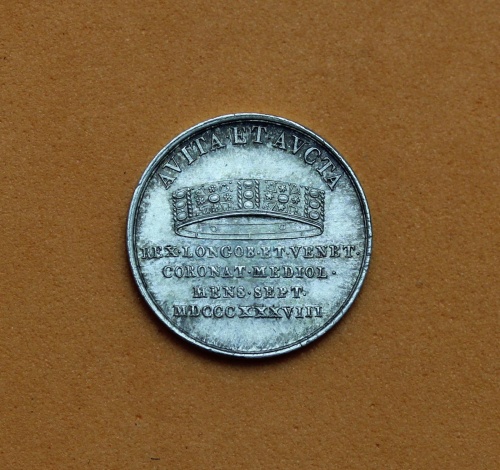 AVITA·ET·AVCTA
REX·LONGOB·ET·VENET·
CORONAT·MEDIOL·
MENS·SEPT·
MDCCCXXXVIII